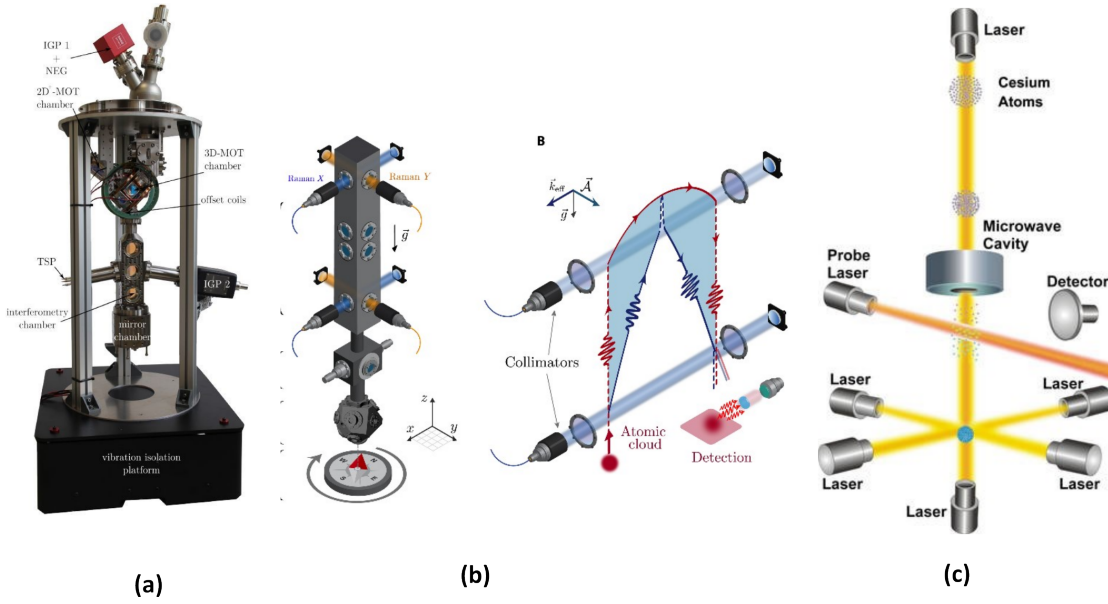 IGP 1
+
NEG
2D⁺-MOT
chamber
3D-MOT
chamber
offset coils
TSP
IGP 2
interferometry
chamber
mirror
chamber
vibration isolation
platform
(a)
Raman X
Raman Y
g⃗
z
x
y
N
E
S
W
B
k⃗eff
A⃗
g⃗
Collimators
Atomic
cloud
Detection
(b)
Laser
Cesium
Atoms
Microwave
Cavity
Probe
Laser
Detector
Laser
Laser
Laser
Laser
Laser
(c)